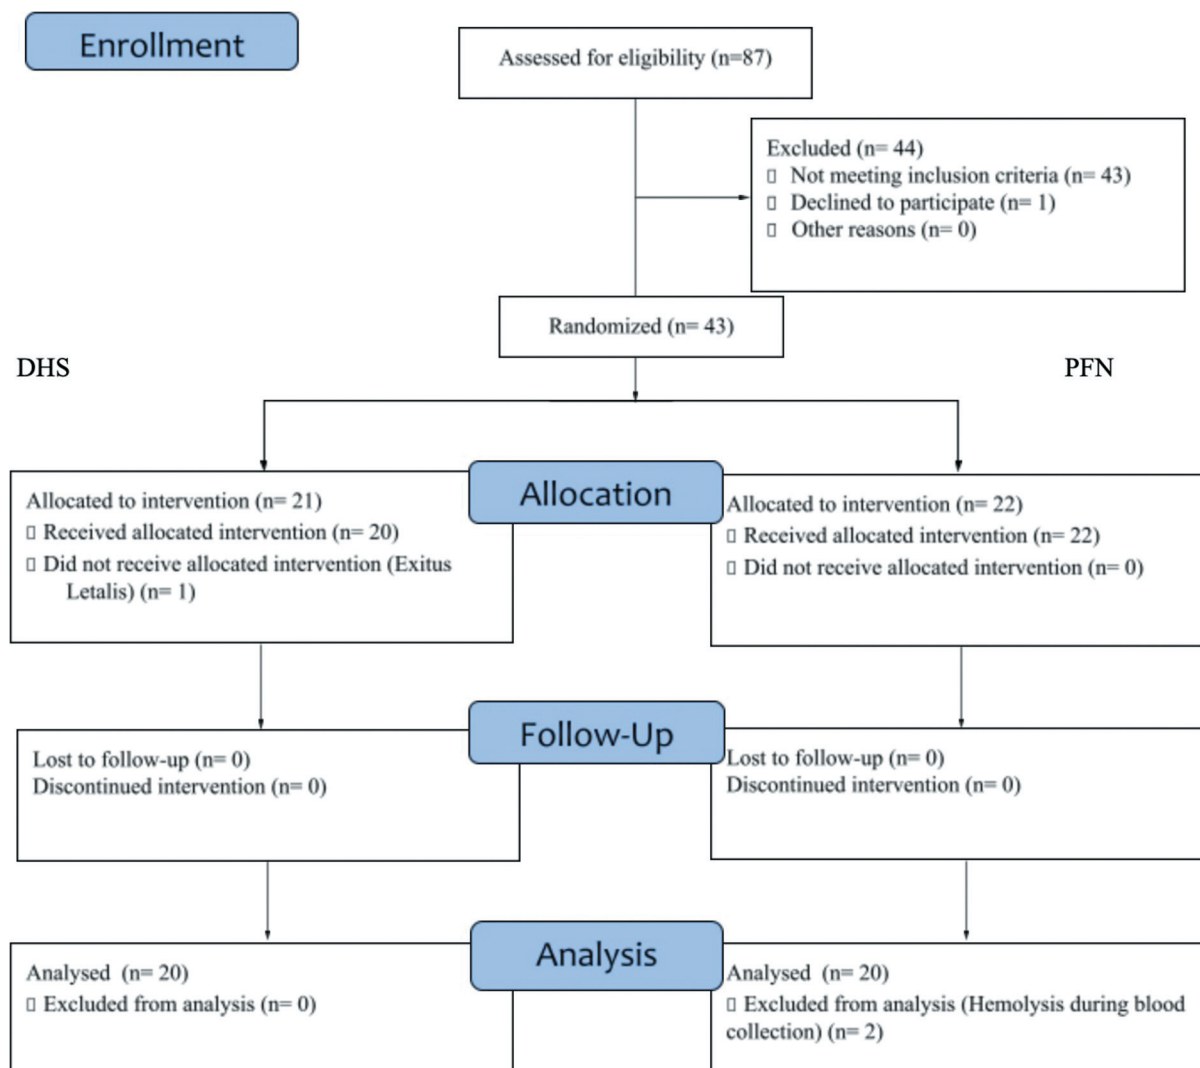 Enrollment
Assessed for eligibility (n=87)
Excluded (n= 44)
▯ Not meeting inclusion criteria (n= 43)
▯ Declined to participate (n= 1)
▯ Other reasons (n= 0)
Randomized (n= 43)
DHS
PFN
Allocation
Allocated to intervention (n= 21)
▯ Received allocated intervention (n= 20)
▯ Did not receive allocated intervention (Exitus
Letalis) (n= 1)
Allocated to intervention (n= 22)
▯ Received allocated intervention (n= 22)
▯ Did not receive allocated intervention (n= 0)
Follow-Up
Lost to follow-up (n= 0)
Discontinued intervention (n= 0)
Lost to follow-up (n= 0)
Discontinued intervention (n= 0)
Analysis
Analysed (n= 20)
▯ Excluded from analysis (n= 0)
Analysed (n= 20)
▯ Excluded from analysis (Hemolysis during blood
collection) (n= 2)